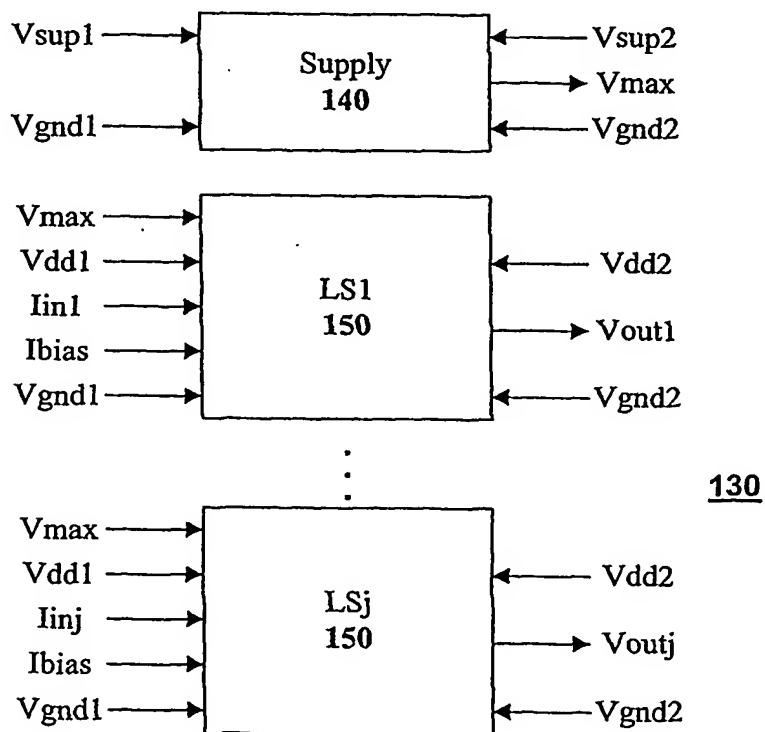 Vsup1
Vgnd1
Supply
140
Vsup2
Vmax
Vgnd2
Vmax
Vdd1
Iin1
Ibias
Vgnd1
LS1
150
Vdd2
Vout1
Vgnd2
130
Vmax
Vdd1
Iinj
Ibias
Vgnd1
LSj
150
Vdd2
Voutj
Vgnd2